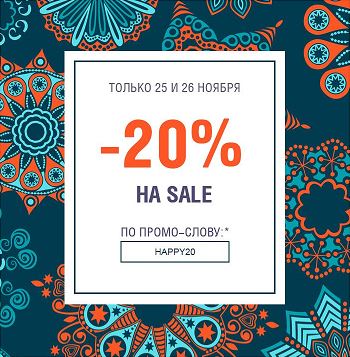 ТОЛЬКО 25 И 26 НОЯБРЯ
-20%
НА SALE
ПО ПРОМО-СЛОВУ:*
HAPPY20